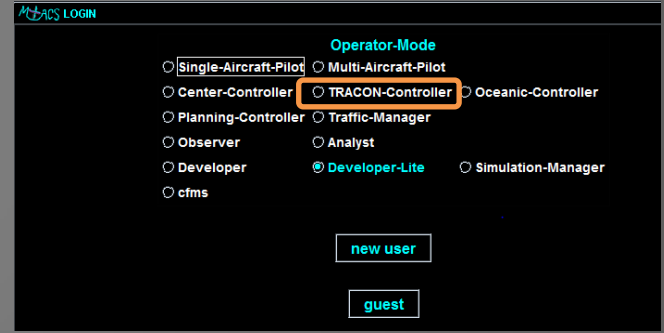 MACS LOGIN
Operator-Mode
Single-Aircraft-Pilot Multi-Aircraft-Pilot
Center-Controller TRACON-Controller Oceanic-Controller
Planning-Controller Traffic-Manager
Observer Analyst
Developer Developer-Lite Simulation-Manager
cfms
new user
guest